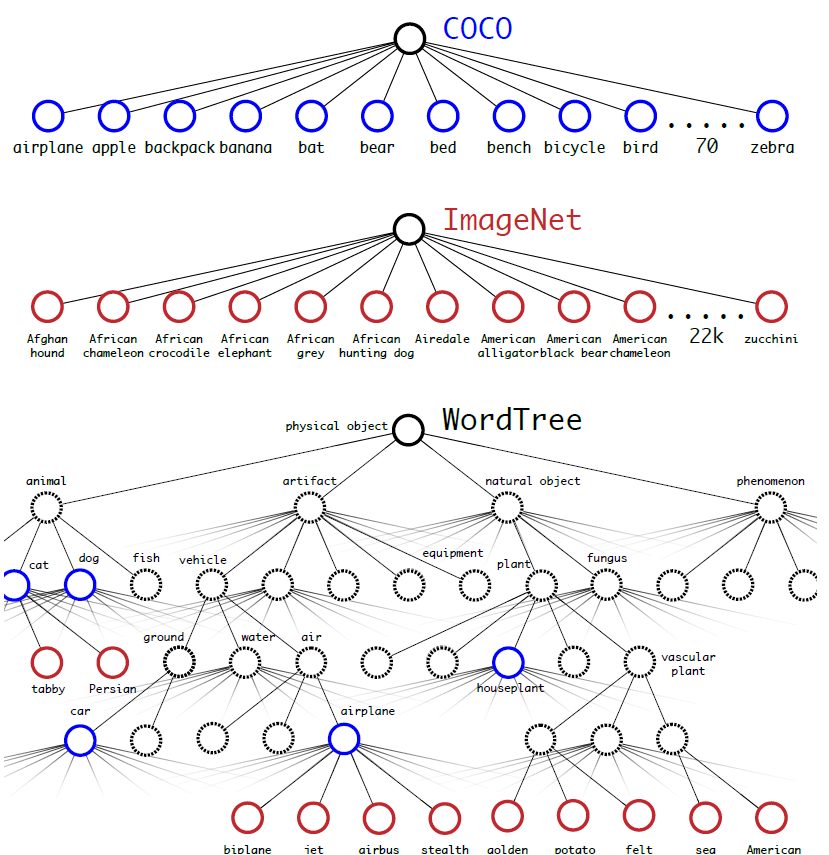 COCO
airplane apple backpack banana bat bear bed bench bicycle bird 70 zebra
ImageNet
Afghan African African African African African Airedale American American American zucchini
hound chameleon crocodile elephant grey hunting dog alligator black bear chameleon
22k
WordTree
physical object
animal artifact natural object phenomenon
cat dog fish vehicle equipment plant fungus
ground water air vascular
plant
tabby Persian houseplant
car airplane
biplane jet airbus stealth golden potato felt sea American